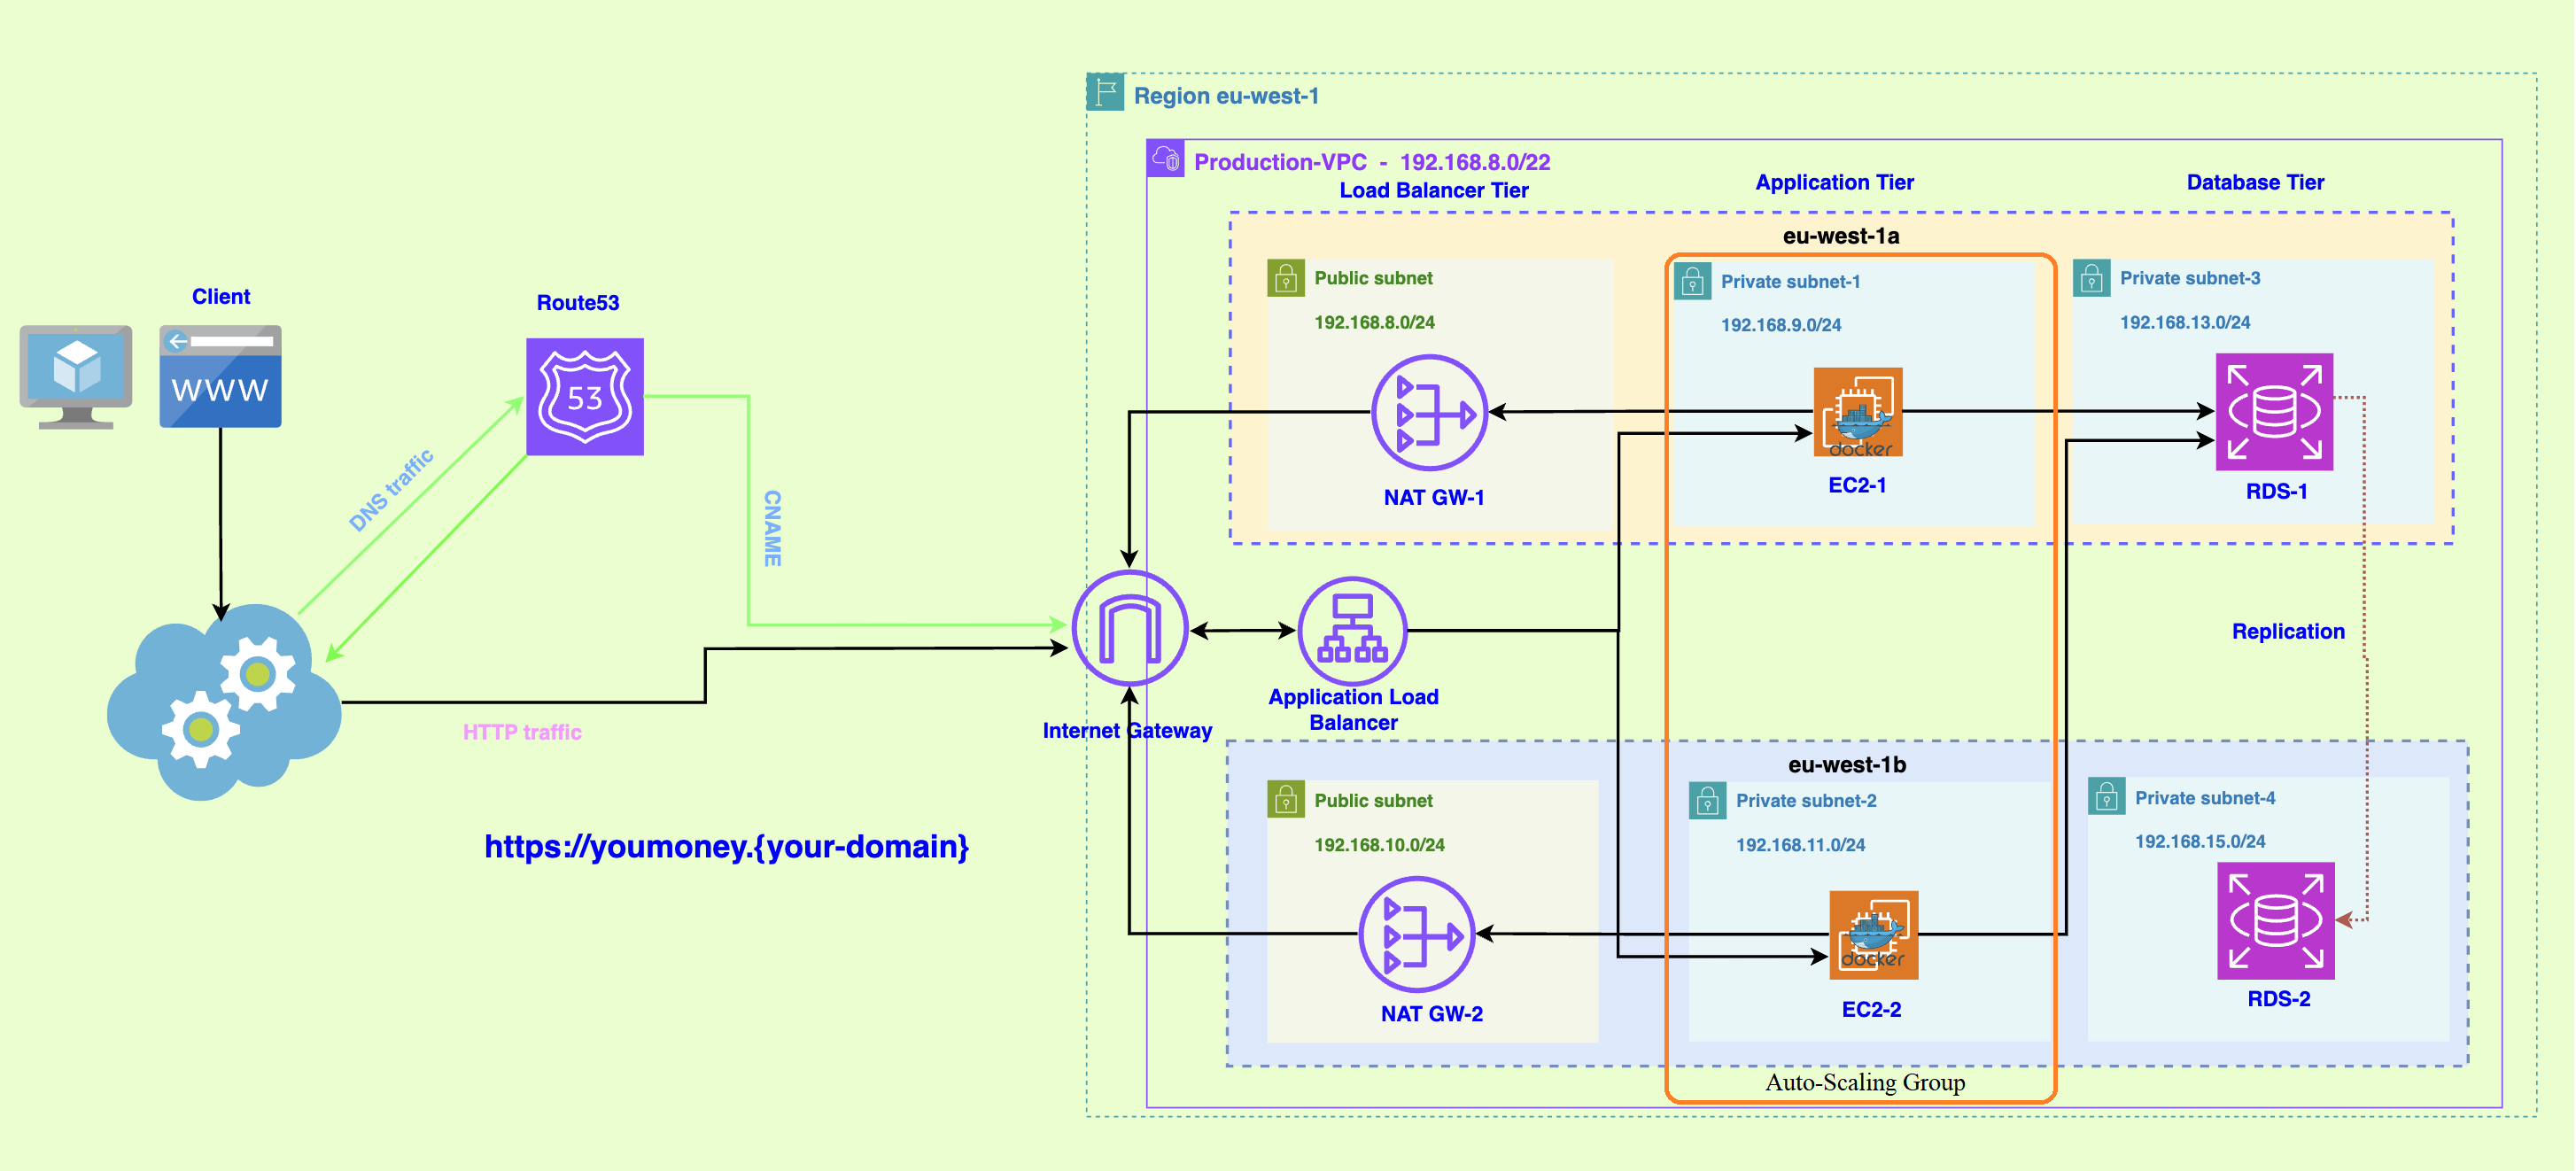 Region eu-west-1
Production-VPC - 192.168.8.0/22
Load Balancer Tier
Application Tier
Database Tier
eu-west-1a
Public subnet
192.168.8.0/24
Private subnet-1
192.168.9.0/24
Private subnet-3
192.168.13.0/24
Client
Route53
WWW
53
DNS traffic
CNAME
docker
NAT GW-1
EC2-1
RDS-1
Replication
Application Load
Balancer
Internet Gateway
HTTP traffic
https://youmoney.{your-domain}
eu-west-1b
Public subnet
192.168.10.0/24
Private subnet-2
192.168.11.0/24
Private subnet-4
192.168.15.0/24
docker
NAT GW-2
EC2-2
RDS-2
Auto-Scaling Group